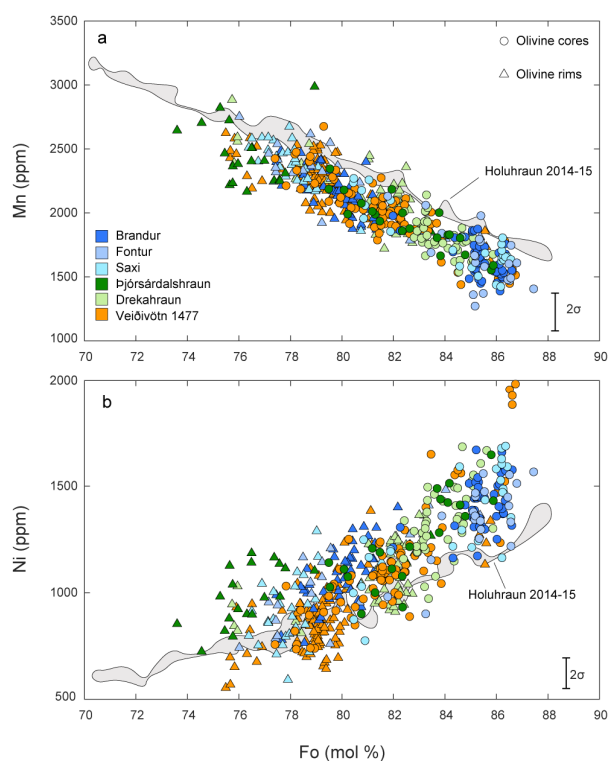 3500
a
Olivine cores
3000
Olivine rims
Mn (ppm)
2500
Holuhraun 2014-15
2000
Brandur
Fontur
Saxi
Þjórsárdalshraun
Drekahraun
Veiðivötn 1477
1500
2σ
1000
70 72 74 76 78 80 82 84 86 88 90
2000
b
1500
Ni (ppm)
1000
Holuhraun 2014-15
2σ
500
70 72 74 76 78 80 82 84 86 88 90
Fo (mol %)